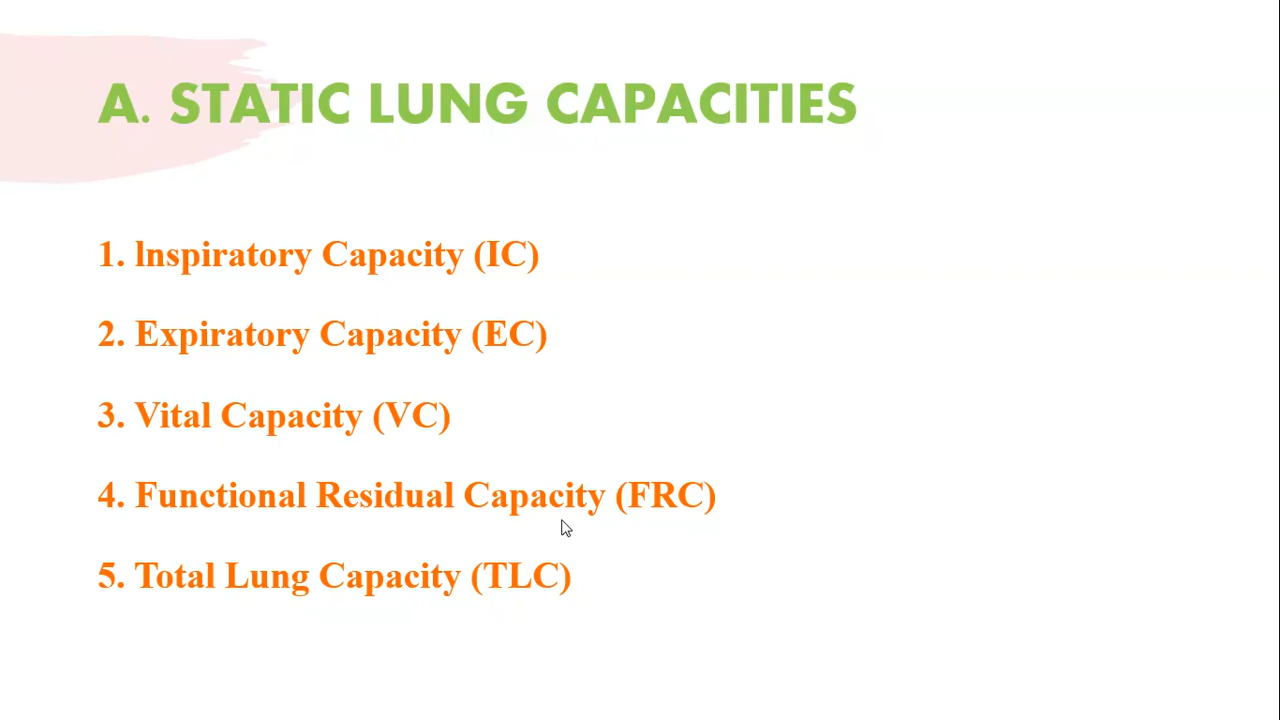 A. STATIC LUNG CAPACITIES
1. lnspiratory Capacity (IC)
2. Expiratory Capacity (EC)
3. Vital Capacity (VC)
4. Functional Residual Capacity (FRC)
5. Total Lung Capacity (TLC)